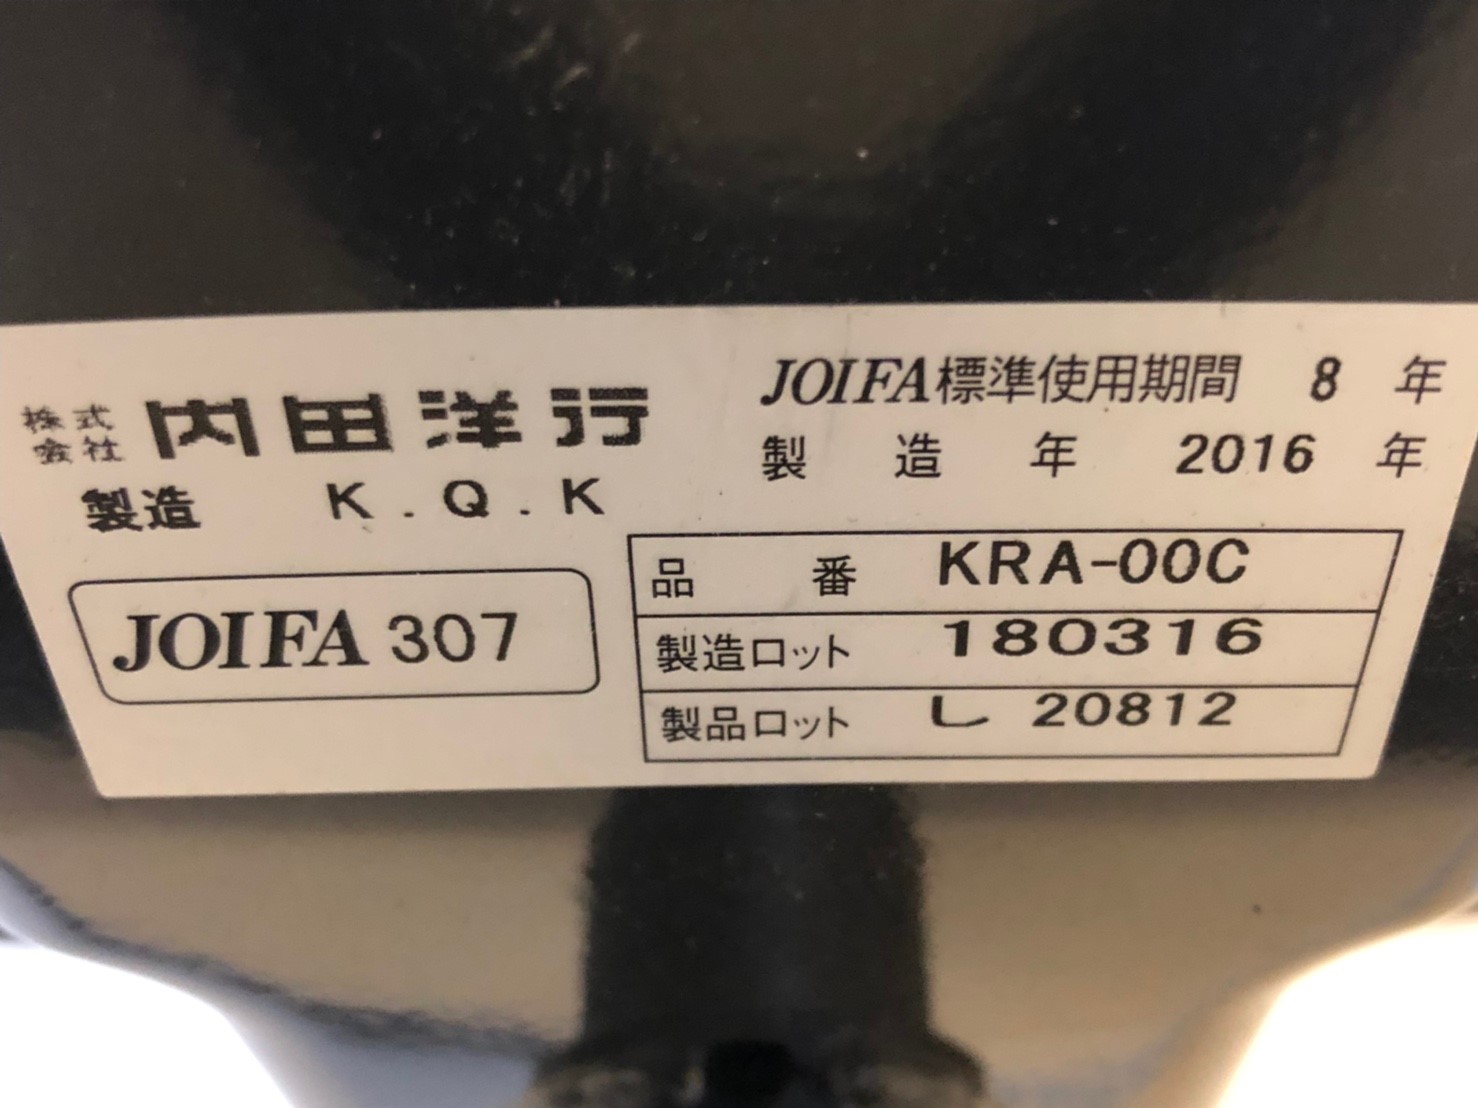 株式会社 内田洋行
製造 K.Q.K
JOIFA 307
JOIFA標準使用期間 8 年
製造年 2016 年
品番 KRA-00C
製造ロット 180316
製品ロット L 20812